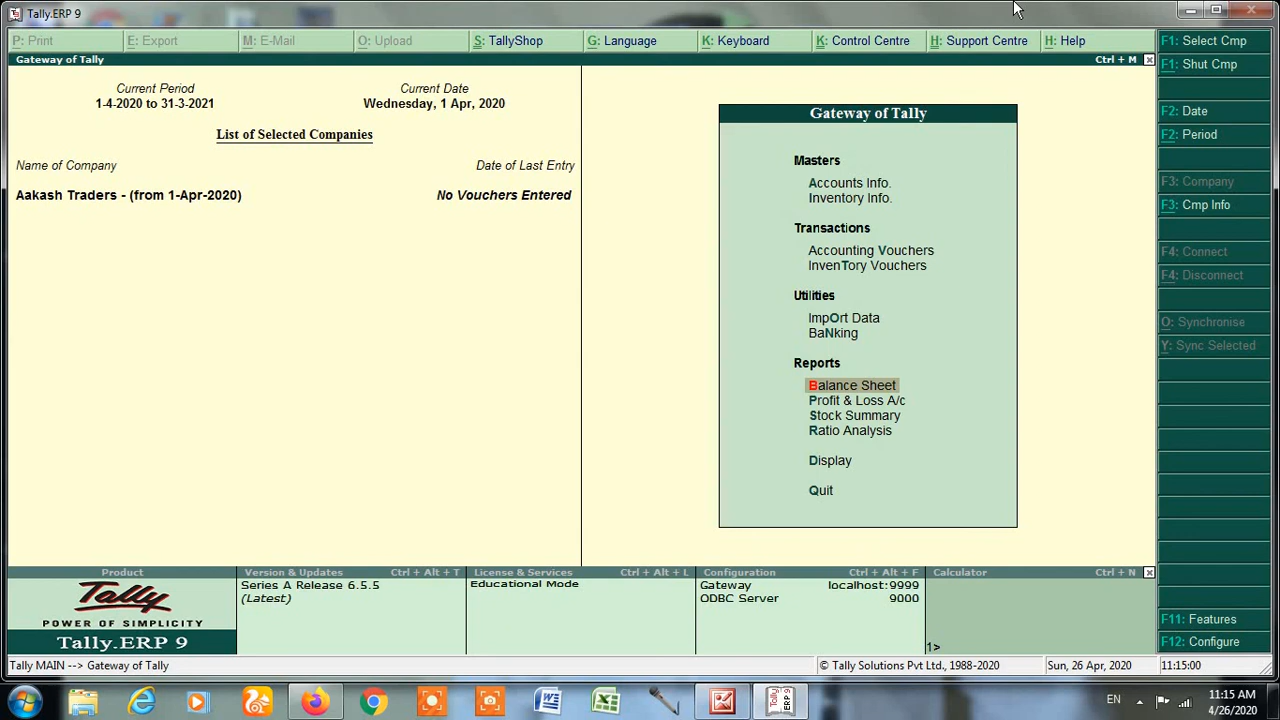 Tally.ERP 9
P: Print
E: Export
M: E-Mail
O: Upload
S: TallyShop
G: Language
K: Keyboard
K: Control Centre
H: Support Centre
H: Help
Gateway of Tally
Ctrl + M
Current Period
1-4-2020 to 31-3-2021
Current Date
Wednesday, 1 Apr, 2020
List of Selected Companies
Name of Company
Date of Last Entry
Aakash Traders - (from 1-Apr-2020)
No Vouchers Entered
Gateway of Tally
Masters
Accounts Info.
Inventory Info.
Transactions
Accounting Vouchers
InvenTory Vouchers
Utilities
ImpOrt Data
BaNking
Reports
Balance Sheet
Profit & Loss A/c
Stock Summary
Ratio Analysis
Display
Quit
F1: Select Cmp
F1: Shut Cmp
F2: Date
F2: Period
F3: Company
F3: Cmp Info
F4: Connect
F4: Disconnect
O: Synchronise
Y: Sync Selected
F11: Features
F12: Configure
Product
Tally
POWER OF SIMPLICITY
Tally.ERP 9
Version & Updates
Ctrl + Alt + T
Series A Release 6.5.5
(Latest)
License & Services
Ctrl + Alt + L
Educational Mode
Configuration
Ctrl + Alt + F
Gateway
localhost:9999
ODBC Server
9000
Calculator
Ctrl + N
1>
Tally MAIN --> Gateway of Tally
© Tally Solutions Pvt Ltd., 1988-2020
Sun, 26 Apr, 2020
11:15:00
EN
11:15 AM
4/26/2020